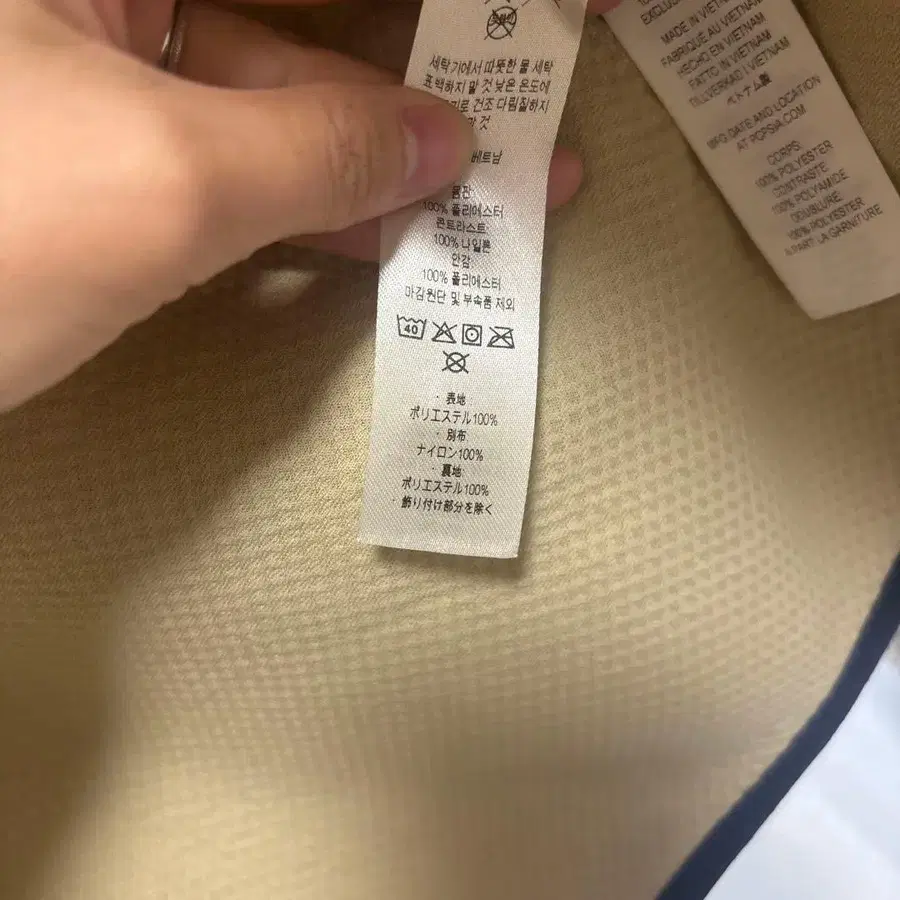 세탁기에서 따뜻한 물 세탁
표백하지 말 것 낮은 온도에
로 건조 다림질하지
말 것
베트남
몸판
100% 폴리에스터
콘트라스트
100% 나일론
안감
100% 폴리에스터
마감원단 및 부속품 제외
40
・表地
ポリエステル100%
・別布
ナイロン100%
・裏地
ポリエステル100%
・飾り付け部分を除く
MADE IN VIETNAM
FABRIQUÉ AU VIETNAM
HECHO EN VIETNAM
FATTO IN VIETNAM
TILLVERKAD I VIETNAM
ベトナム製
MFG DATE AND LOCATION
AT PCPSIA.COM
CORPS:
100% POLYESTER
CONTRASTE:
100% POLYAMIDE
DOUBLURE:
100% POLYESTER
À PART LA GARNITURE